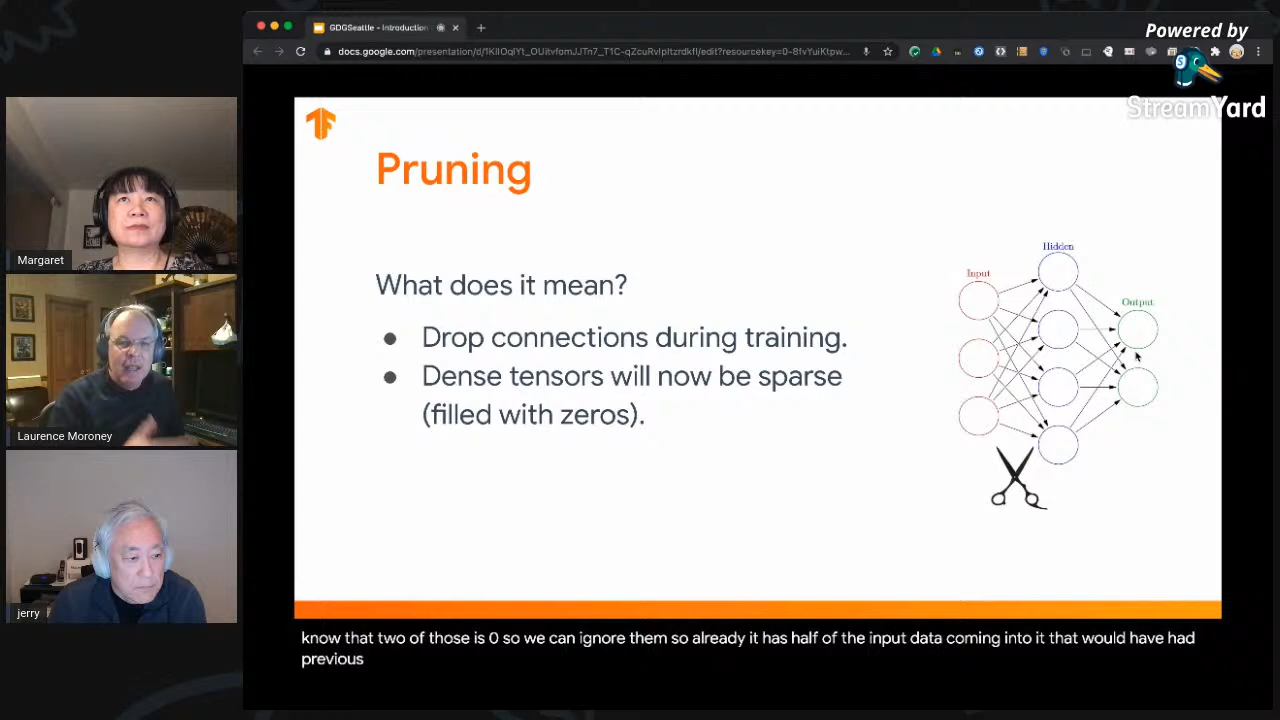 GDGSeattle - Introduction
Powered by
StreamYard
Margaret
Laurence Moroney
jerry
Pruning
What does it mean?
● Drop connections during training.
● Dense tensors will now be sparse
(filled with zeros).
Hidden
Input
Output
know that two of those is 0 so we can ignore them so already it has half of the input data coming into it that would have had
previous